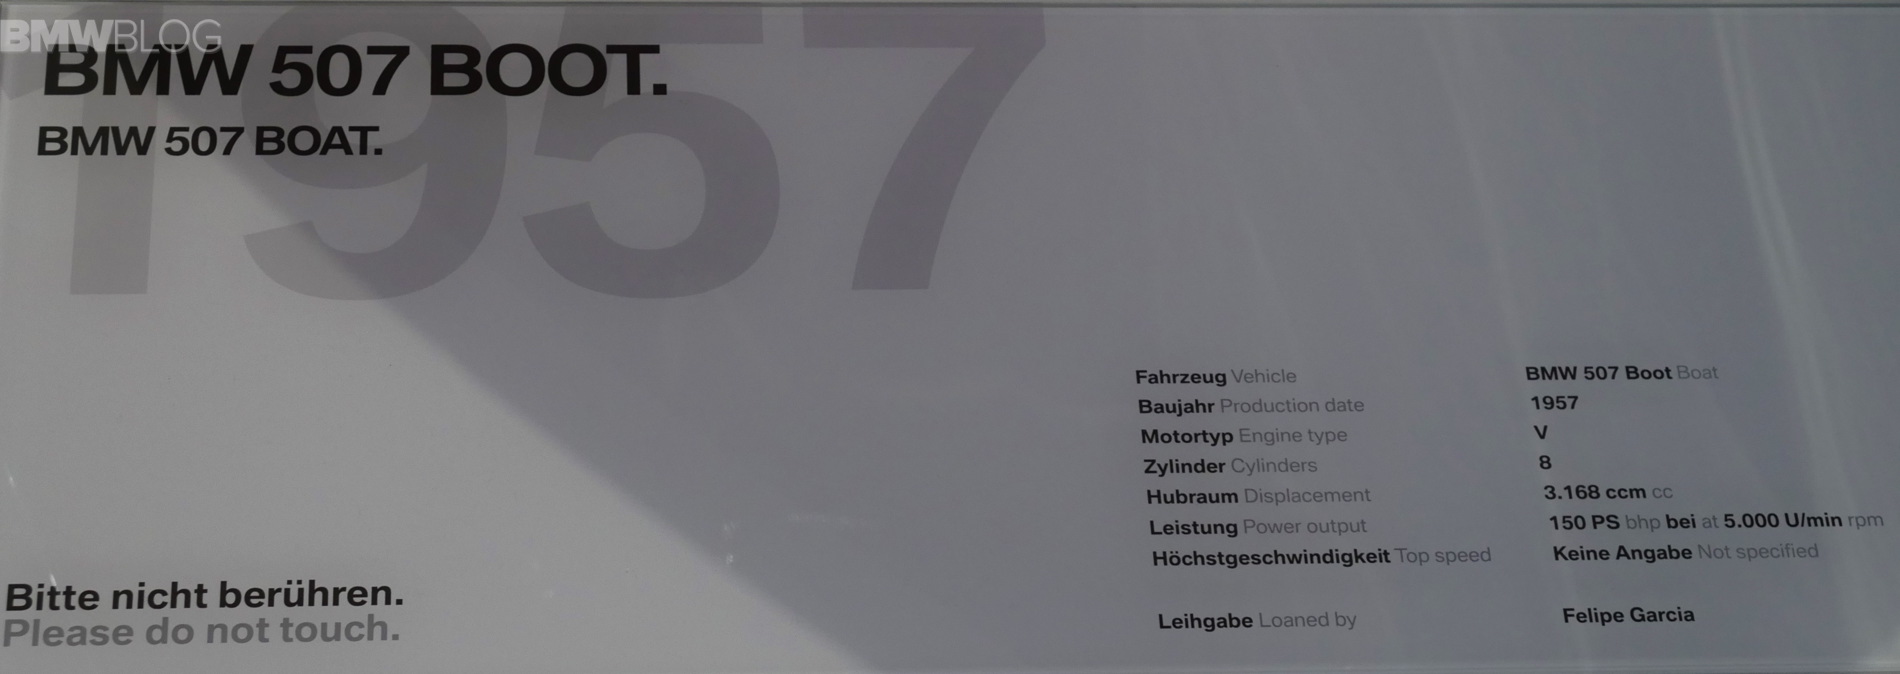 BMWBLOG
1957
BMW 507 BOOT.
BMW 507 BOAT.
Fahrzeug Vehicle BMW 507 Boot Boat
Baujahr Production date 1957
Motortyp Engine type V
Zylinder Cylinders 8
Hubraum Displacement 3.168 ccm cc
Leistung Power output 150 PS bhp bei at 5.000 U/min rpm
Höchstgeschwindigkeit Top speed Keine Angabe Not specified
Leihgabe Loaned by Felipe Garcia
Bitte nicht berühren.
Please do not touch.